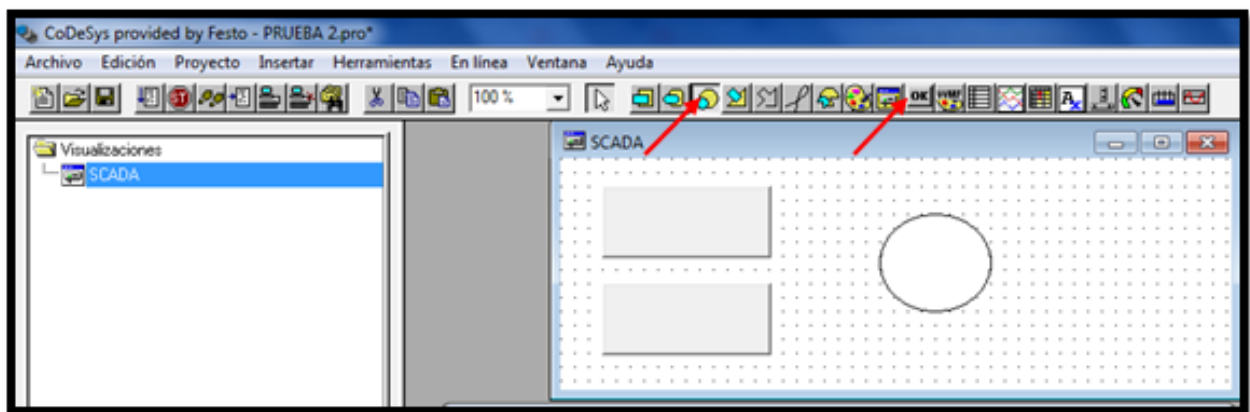 CoDeSys provided by Festo - PRUEBA 2.pro*
Archivo Edición Proyecto Insertar Herramientas En línea Ventana Ayuda
100 %
OK
Visualizaciones
SCADA
SCADA